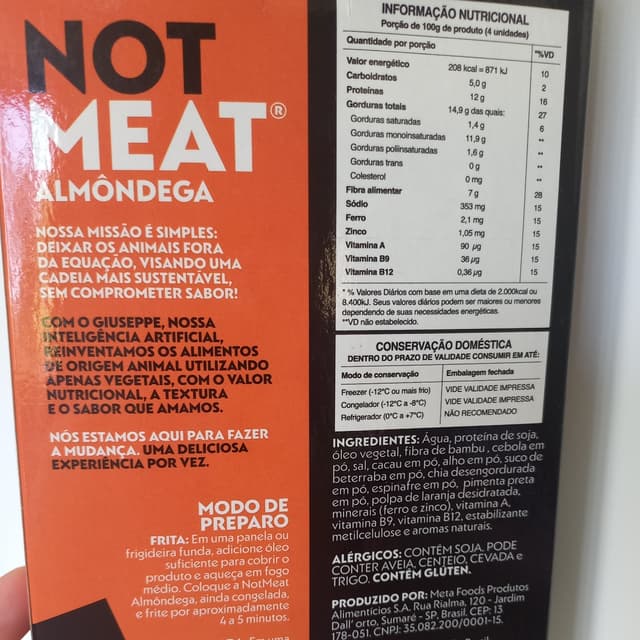 NOT
MEAT®
ALMÔNDEGA
NOSSA MISSÃO É SIMPLES:
DEIXAR OS ANIMAIS FORA
DA EQUAÇÃO, VISANDO UMA
CADEIA MAIS SUSTENTÁVEL,
SEM COMPROMETER SABOR!
COM O GIUSEPPE, NOSSA
INTELIGÊNCIA ARTIFICIAL,
REINVENTAMOS OS ALIMENTOS
DE ORIGEM ANIMAL UTILIZANDO
APENAS VEGETAIS, COM O VALOR
NUTRICIONAL, A TEXTURA
E O SABOR QUE AMAMOS.
NÓS ESTAMOS AQUI PARA FAZER
A MUDANÇA. UMA DELICIOSA
EXPERIÊNCIA POR VEZ.
MODO DE
PREPARO
FRITA: Em uma panela ou
frigideira funda, adicione óleo
suficiente para cobrir o
produto e aqueça em fogo
médio. Coloque a NotMeat
Almôndega, ainda congelada,
e frite por aproximadamente
4 a 5 minutos.
Em uma
INFORMAÇÃO NUTRICIONAL
Porção de 100g de produto (4 unidades)
Quantidade por porção *%VD
Valor energético 208 kcal = 871 kJ 10
Carboidratos 5,0 g 2
Proteínas 12 g 16
Gorduras totais 14,9 g das quais: 27
Gorduras saturadas 1,4 g 6
Gorduras monoinsaturadas 11,9 g **
Gorduras poliinsaturadas 1,6 g **
Gorduras trans 0 g **
Colesterol 0 mg **
Fibra alimentar 7 g 28
Sódio 353 mg 15
Ferro 2,1 mg 15
Zinco 1,05 mg 15
Vitamina A 90 µg 15
Vitamina B9 36 µg 15
Vitamina B12 0,36 µg 15
* % Valores Diários com base em uma dieta de 2.000kcal ou
8.400kJ. Seus valores diários podem ser maiores ou menores
dependendo de suas necessidades energéticas.
**VD não estabelecido.
CONSERVAÇÃO DOMÉSTICA
DENTRO DO PRAZO DE VALIDADE CONSUMIR EM ATÉ:
Modo de conservação Embalagem fechada
Freezer (-12°C ou mais frio) VIDE VALIDADE IMPRESSA
Congelador (-12°C a -8°C) VIDE VALIDADE IMPRESSA
Refrigerador (0°C a +7°C) NÃO RECOMENDADO
INGREDIENTES: Água, proteína de soja,
óleo vegetal, fibra de bambu, cebola em
pó, sal, cacau em pó, alho em pó, suco de
beterraba em pó, chia desengordurada
em pó, espinafre em pó, pimenta preta
em pó, polpa de laranja desidratada,
minerais (ferro e zinco), vitamina A,
vitamina B9, vitamina B12, estabilizante
metilcelulose e aromas naturais.
ALÉRGICOS: CONTÉM SOJA. PODE
CONTER AVEIA, CENTEIO, CEVADA e
TRIGO. CONTÉM GLÚTEN.
PRODUZIDO POR: Meta Foods Produtos
Alimentícios S.A. Rua Rialma, 120 - Jardim
Dall' orto, Sumaré - SP. Brasil. CEP: 13
178-051. CNPJ: 35.082.200/0001-15.